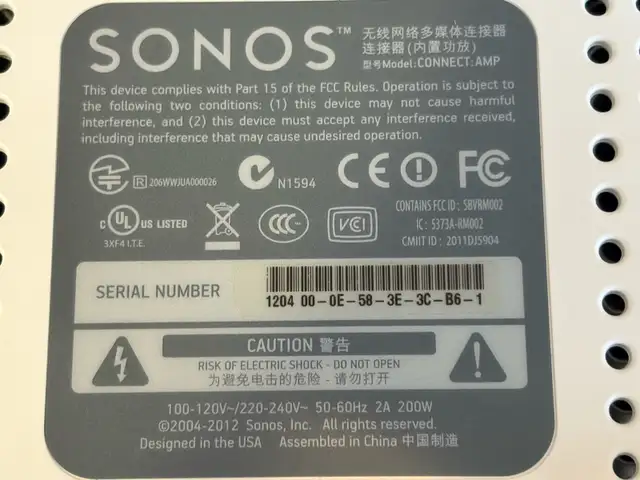 SONOS™
无线网络多媒体连接器
连接器(内置功放)
型号Model: CONNECT:AMP
This device complies with Part 15 of the FCC Rules. Operation is subject to
the following two conditions: (1) this device may not cause harmful
interference, and (2) this device must accept any interference received,
including interference that may cause undesired operation.
R 206WWJUA000026
N1594
CE
FC
c UL US LISTED
3XF4 I.T.E.
CCC
VCCI
CONTAINS FCC ID: SBVRM002
IC: 5373A-RM002
CMIIT ID: 2011DJ5904
SERIAL NUMBER
1204 00-0E-58-3E-3C-B6-1
CAUTION 警告
RISK OF ELECTRIC SHOCK - DO NOT OPEN
为避免电击的危险 - 请勿打开
100-120V~/220-240V~ 50-60Hz 2A 200W
©2004-2012 Sonos, Inc. All rights reserved.
Designed in the USA Assembled in China 中国制造